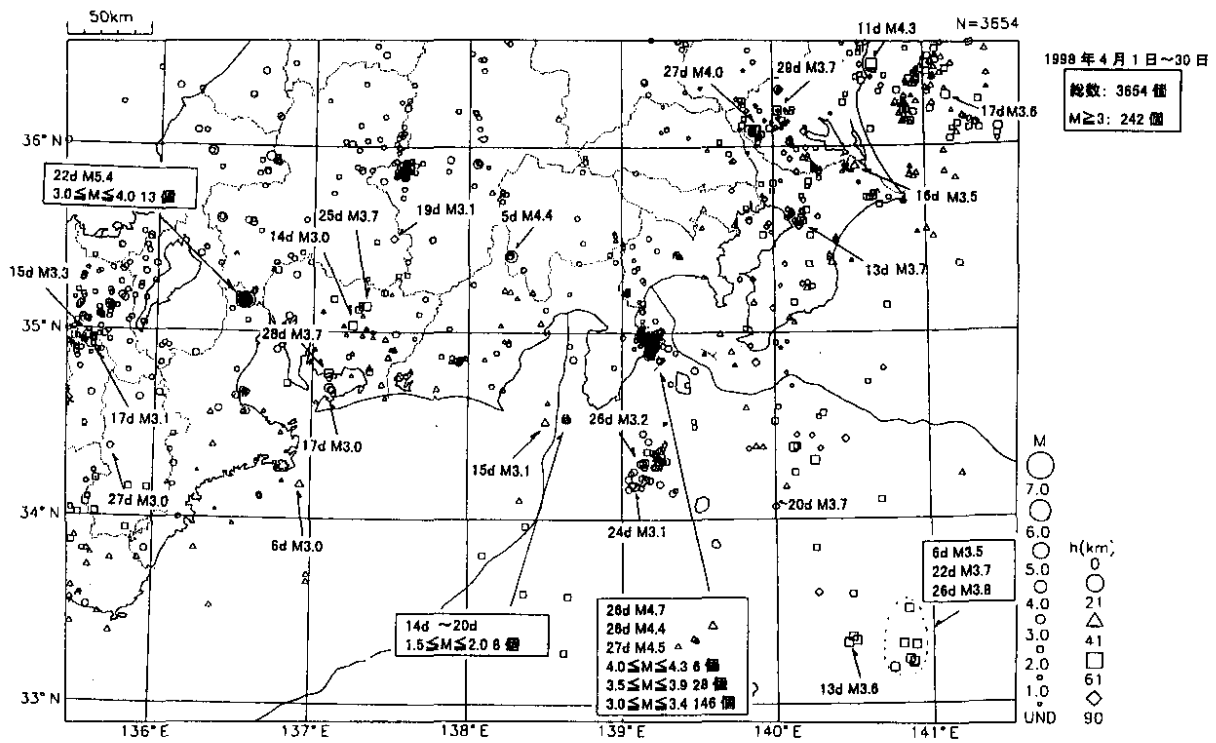 50km
N=3654
11d M4.3
1998 年 4 月 1 日～30 日
総数: 3654 個
M≧3: 242 個
27d M4.0
28d M3.7
17d M3.6
36°N
22d M5.4
3.0≦M≦4.0 13 個
16d M3.5
25d M3.7
19d M3.1
5d M4.4
14d M3.0
13d M3.7
15d M3.3
35°N
28d M3.7
17d M3.1
26d M3.2
17d M3.0
15d M3.1
27d M3.0
~20d M3.7
34°N
24d M3.1
6d M3.0
6d M3.5
22d M3.7
26d M3.8
14d ～20d
1.5≦M≦2.0 8 個
26d M4.7
26d M4.4
27d M4.5
4.0≦M≦4.3 6 個
3.5≦M≦3.9 28 個
3.0≦M≦3.4 146 個
13d M3.6
33°N
136°E
137°E
138°E
139°E
140°E
141°E
M
7.0
6.0
5.0
4.0
3.0
2.0
1.0
UND
h(km)
0
21
41
61
90